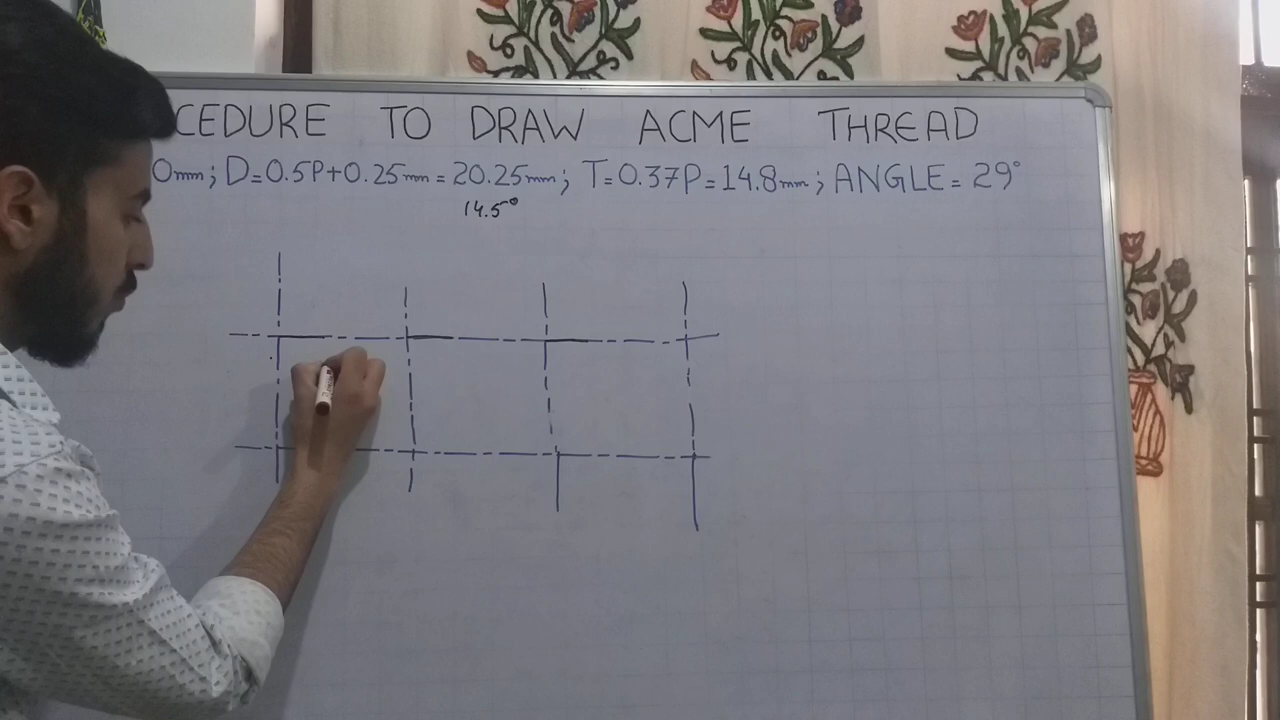 CEDURE TO DRAW ACME THREAD
0mm; D=0.5P+0.25mm=20.25mm; T=0.37P=14.8mm; ANGLE=29°
14.5°